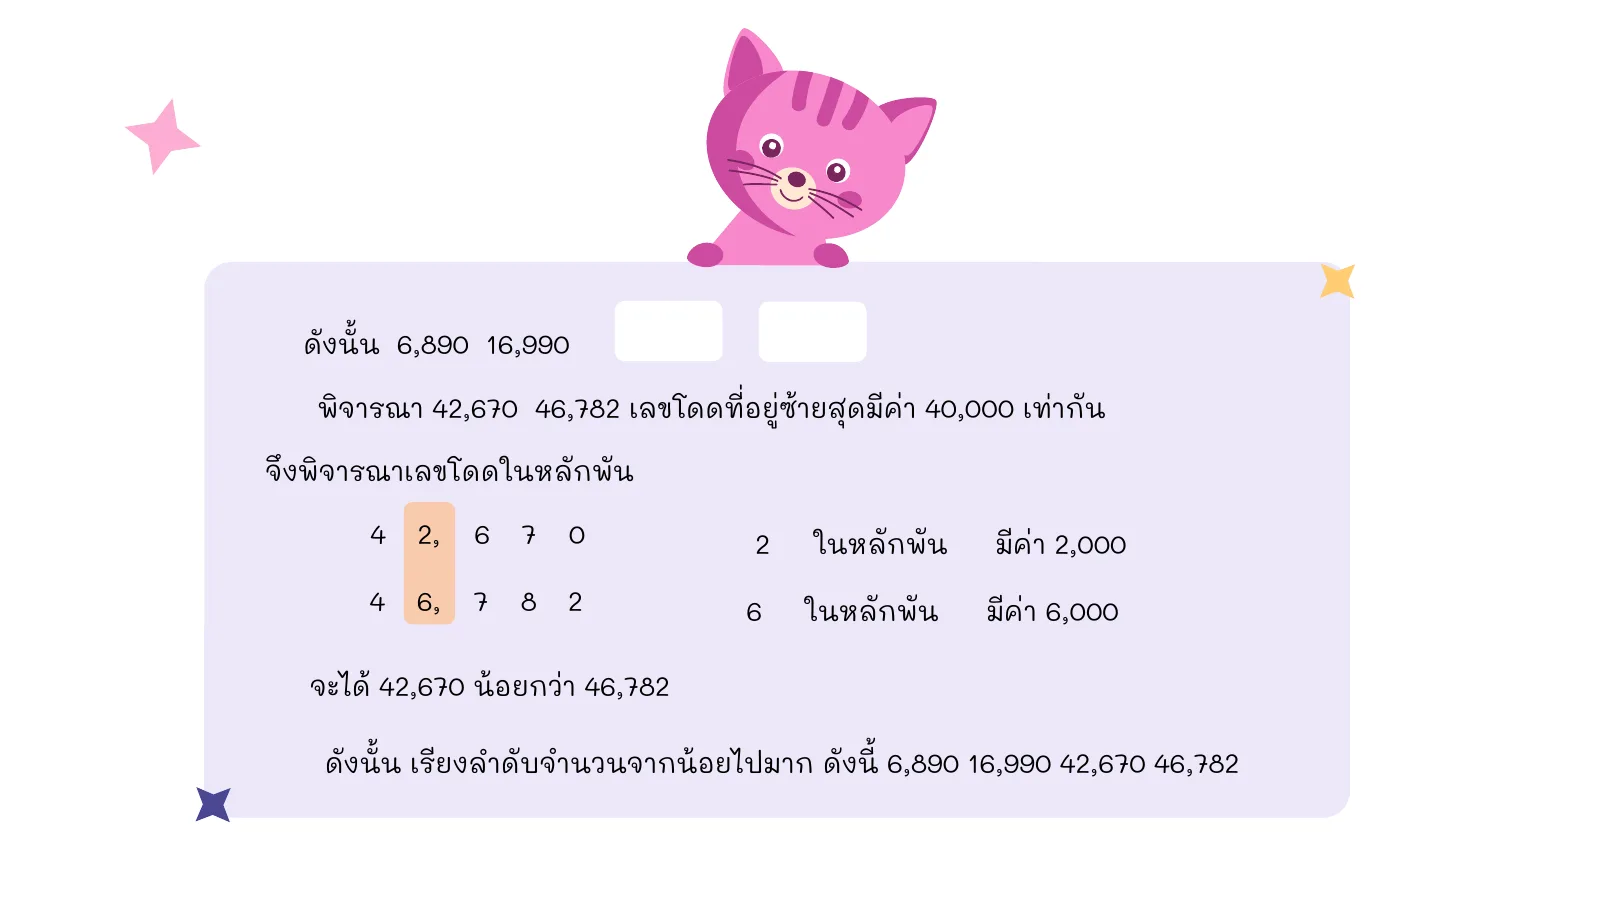 ดังนั้น 6,890 16,990
พิจารณา 42,670 46,782 เลขโดดที่อยู่ซ้ายสุดมีค่า 40,000 เท่ากัน
จึงพิจารณาเลขโดดในหลักพัน
4 2, 6 7 0 2 ในหลักพัน มีค่า 2,000
4 6, 7 8 2 6 ในหลักพัน มีค่า 6,000
จะได้ 42,670 น้อยกว่า 46,782
ดังนั้น เรียงลำดับจำนวนจากน้อยไปมาก ดังนี้ 6,890 16,990 42,670 46,782